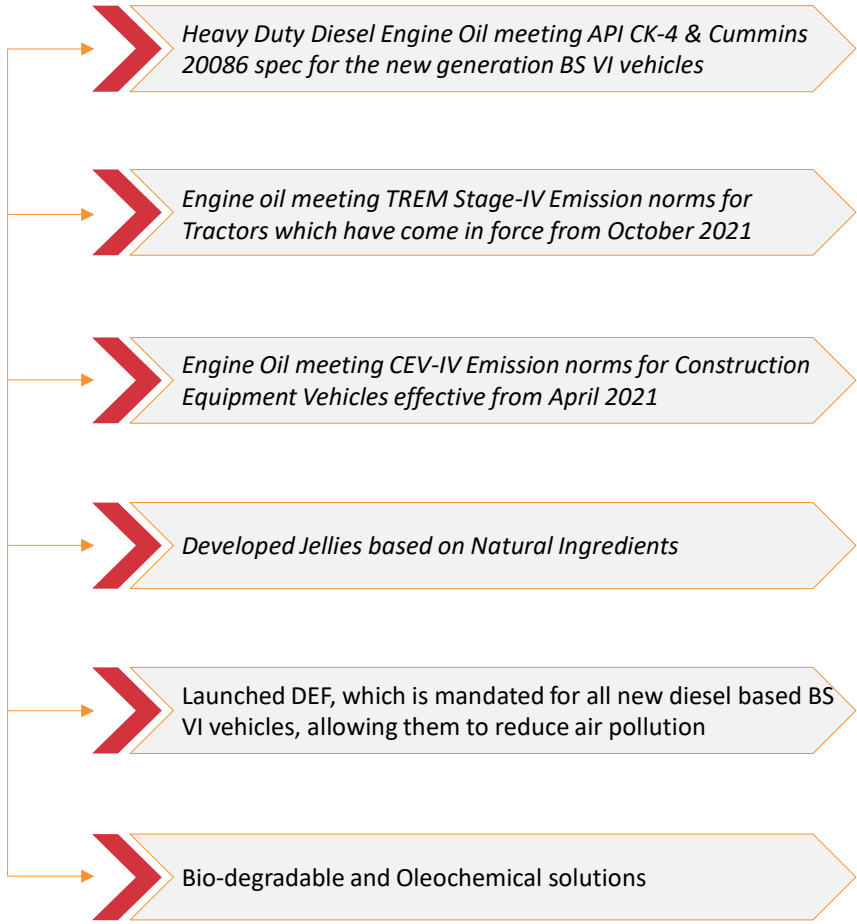 Heavy Duty Diesel Engine Oil meeting API CK-4 & Cummins
20086 spec for the new generation BS VI vehicles
Engine oil meeting TREM Stage-IV Emission norms for
Tractors which have come in force from October 2021
Engine Oil meeting CEV-IV Emission norms for Construction
Equipment Vehicles effective from April 2021
Developed Jellies based on Natural Ingredients
Launched DEF, which is mandated for all new diesel based BS
VI vehicles, allowing them to reduce air pollution
Bio-degradable and Oleochemical solutions